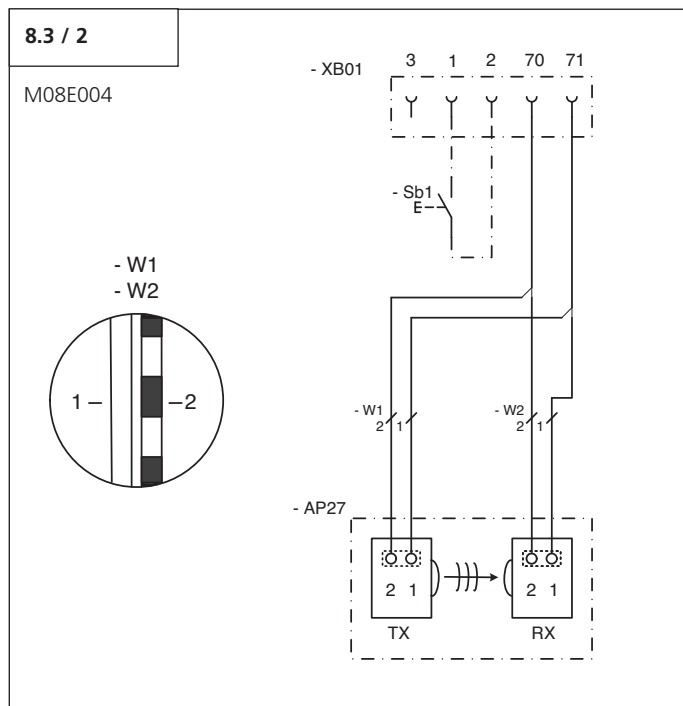 8.3 / 2
M08E004
- XB01
3 1 2 70 71
- Sb1
- W1
- W2
1 2
- W1
2 1
- W2
2 1
- AP27
2 1
2 1
TX
RX